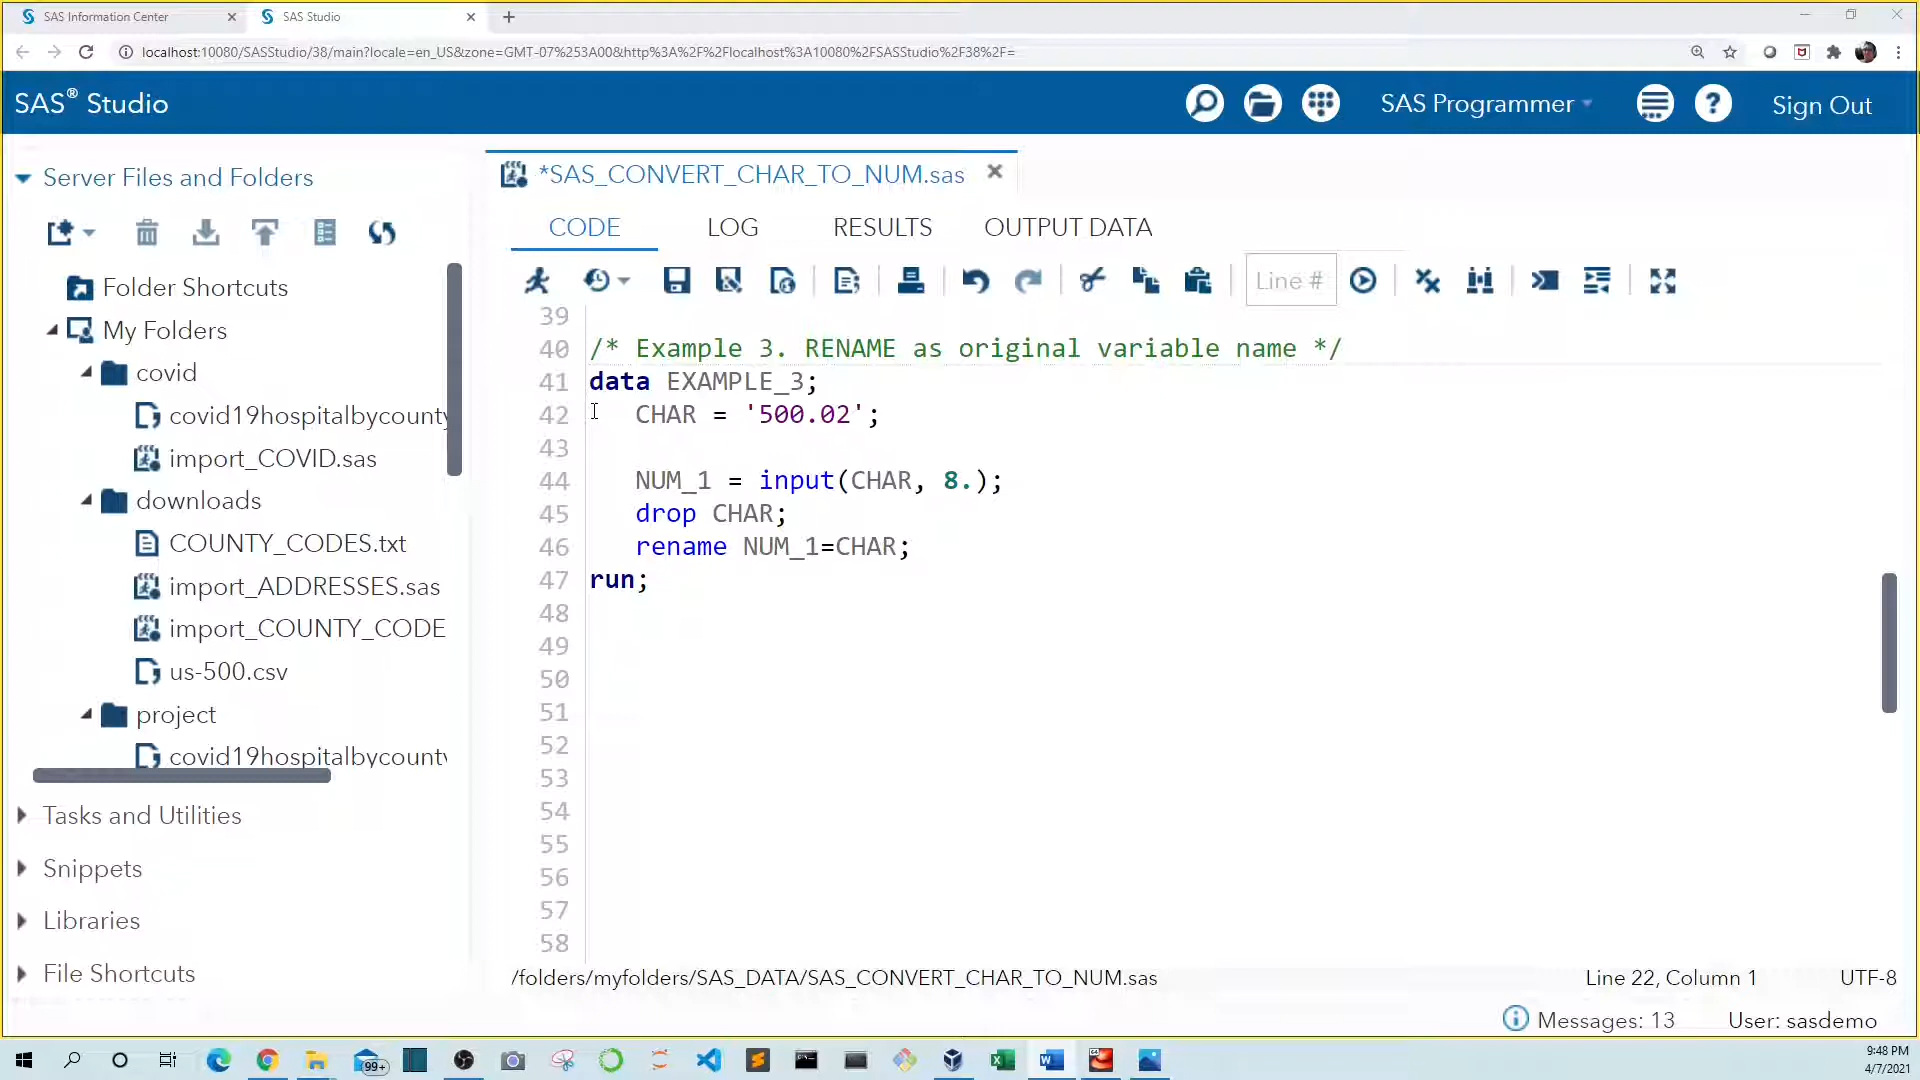 SAS Information Center
SAS Studio
localhost:10080/SASStudio/38/main?locale=en_US&zone=GMT-07%253A00&http%3A%2F%2Flocalhost%3A10080%2FSASStudio%2F38%2F=
SAS® Studio
SAS Programmer
Sign Out
Server Files and Folders
Folder Shortcuts
My Folders
covid
covid19hospitalbycounty
import_COVID.sas
downloads
COUNTY_CODES.txt
import_ADDRESSES.sas
import_COUNTY_CODE
us-500.csv
project
covid19hospitalbycounty
Tasks and Utilities
Snippets
Libraries
File Shortcuts
*SAS_CONVERT_CHAR_TO_NUM.sas
CODE LOG RESULTS OUTPUT DATA
Line #
39
40 /* Example 3. RENAME as original variable name */
41 data EXAMPLE_3;
42 CHAR = '500.02';
43
44 NUM_1 = input(CHAR, 8.);
45 drop CHAR;
46 rename NUM_1=CHAR;
47 run;
48
49
50
51
52
53
54
55
56
57
58
/folders/myfolders/SAS_DATA/SAS_CONVERT_CHAR_TO_NUM.sas
Line 22, Column 1
UTF-8
Messages: 13
User: sasdemo
99+
9:48 PM
4/7/2021